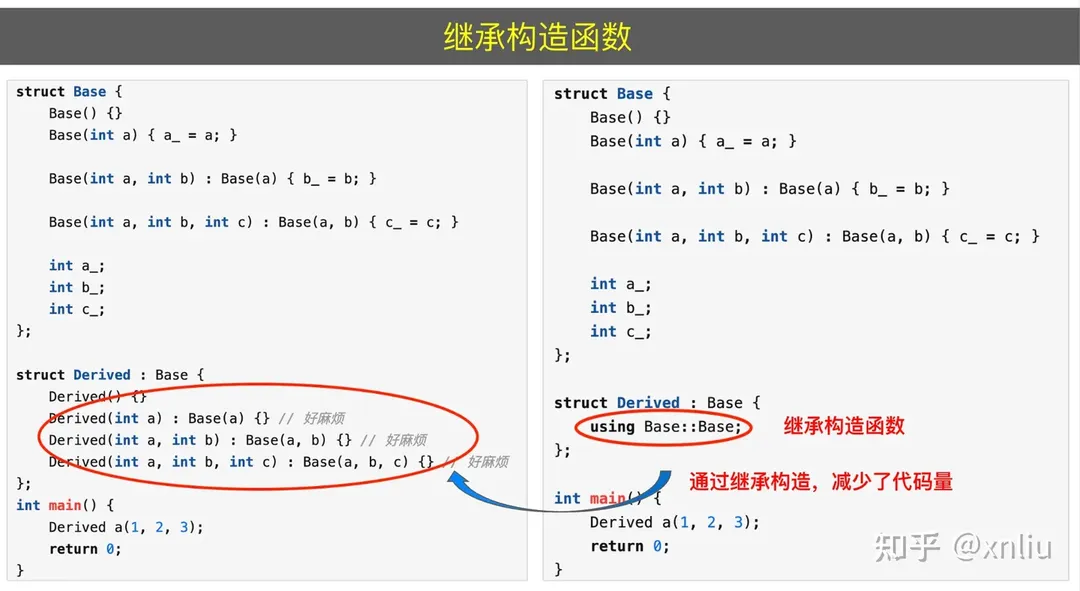 继承构造函数
struct Base {
    Base() {}
    Base(int a) { a_ = a; }
    Base(int a, int b) : Base(a) { b_ = b; }
    Base(int a, int b, int c) : Base(a, b) { c_ = c; }
    int a_;
    int b_;
    int c_;
};
struct Derived : Base {
    Derived() {}
    Derived(int a) : Base(a) {} // 好麻烦
    Derived(int a, int b) : Base(a, b) {} // 好麻烦
    Derived(int a, int b, int c) : Base(a, b, c) {} // 好麻烦
};
int main() {
    Derived a(1, 2, 3);
    return 0;
}
struct Base {
    Base() {}
    Base(int a) { a_ = a; }
    Base(int a, int b) : Base(a) { b_ = b; }
    Base(int a, int b, int c) : Base(a, b) { c_ = c; }
    int a_;
    int b_;
    int c_;
};
struct Derived : Base {
    using Base::Base;
继承构造函数
};
通过继承构造，减少了代码量
int main() {
    Derived a(1, 2, 3);
    return 0;
}
知乎 @xnliu